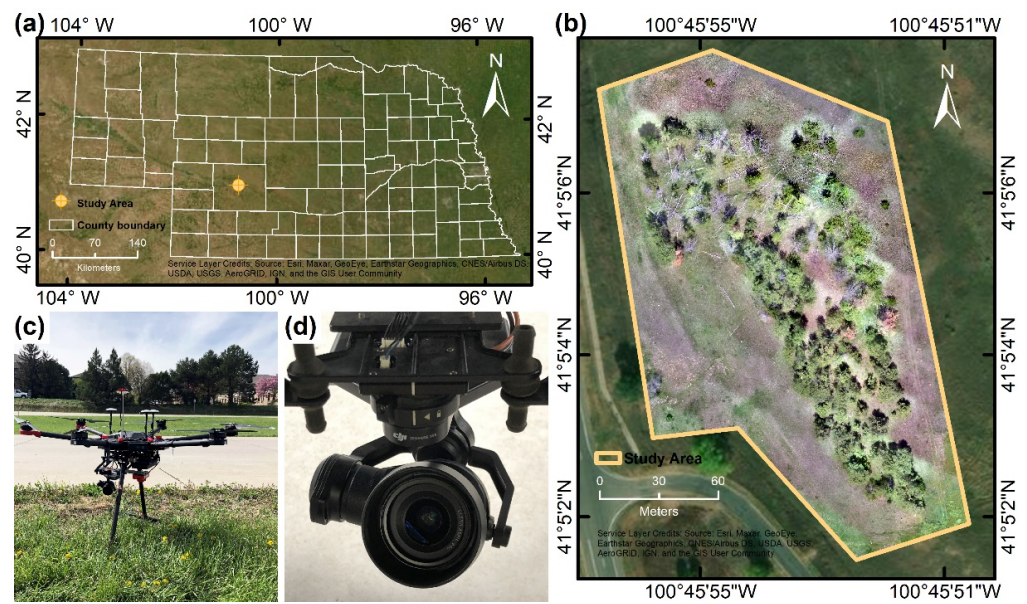 (a)
104° W 100° W 96° W
N
42° N
42° N
Study Area
County boundary
0 70 140
Kilometers
40° N
40° N
Service Layer Credits: Source: Esri, Maxar, GeoEye, Earthstar Geographics, CNES/Airbus DS,
USDA, USGS, AeroGRID, IGN, and the GIS User Community
104° W 100° W 96° W
(b)
100°45'55"W 100°45'51"W
N
41°5'6"N
41°5'6"N
41°5'4"N
41°5'4"N
41°5'2"N
41°5'2"N
Study Area
0 30 60
Meters
Service Layer Credits: Source: Esri, Maxar, GeoEye,
Earthstar Geographics, CNES/Airbus DS, USDA, USGS,
AeroGRID, IGN, and the GIS User Community
100°45'55"W 100°45'51"W
(c)
(d)
dji